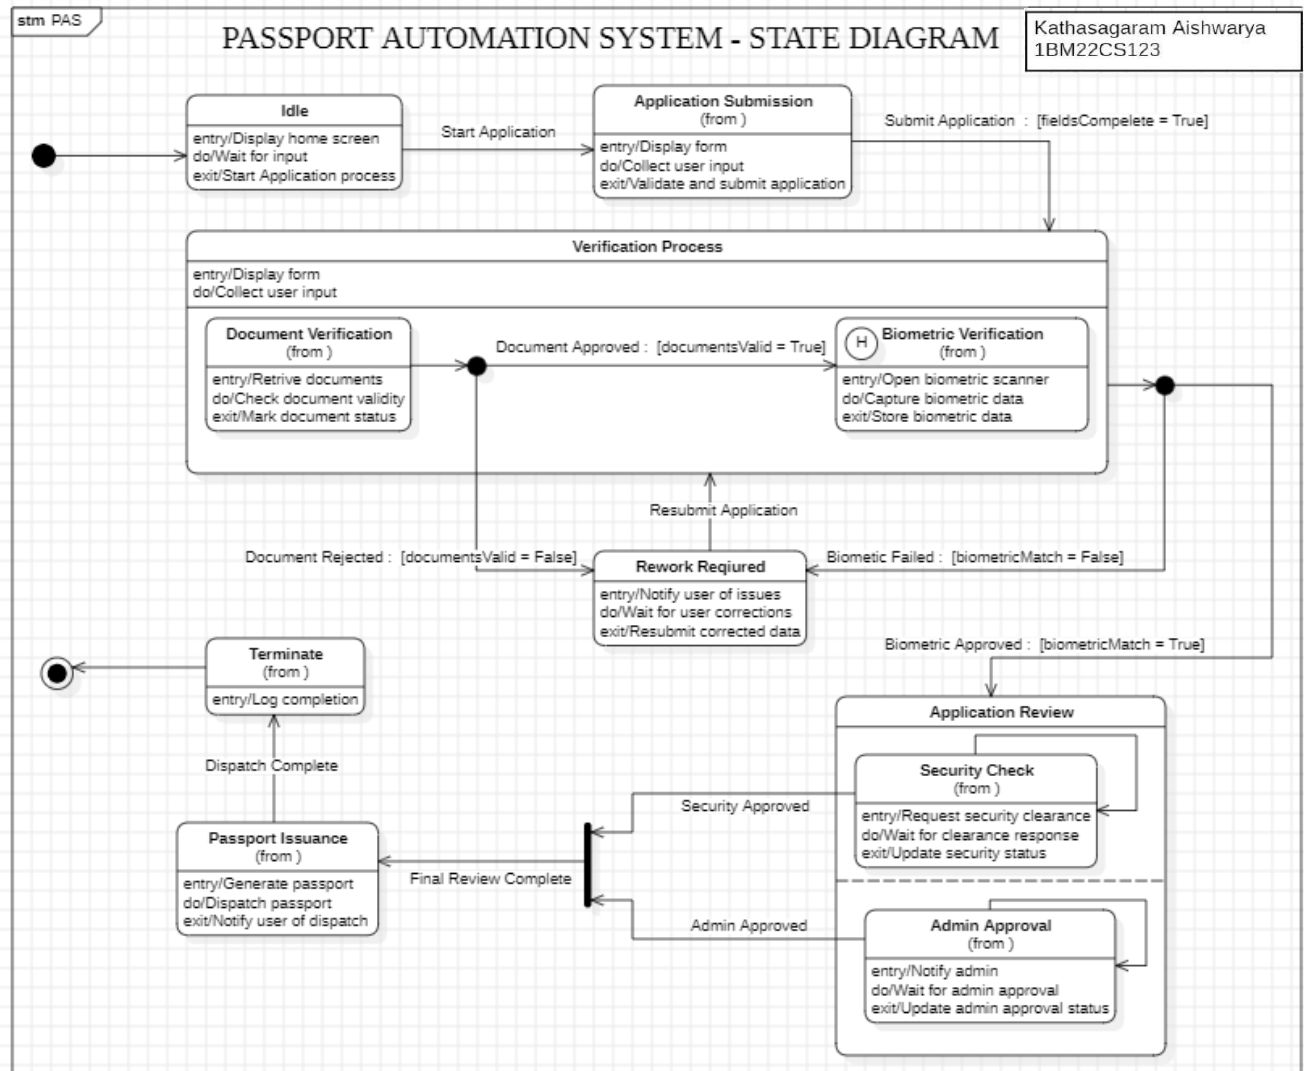 stm PAS
PASSPORT AUTOMATION SYSTEM - STATE DIAGRAM
Kathasagaram Aishwarya
1BM22CS123
Idle
entry/Display home screen
do/Wait for input
exit/Start Application process
Start Application
Application Submission
(from )
entry/Display form
do/Collect user input
exit/Validate and submit application
Submit Application : [fieldsCompelete = True]
Verification Process
entry/Display form
do/Collect user input
Document Verification
(from )
entry/Retrive documents
do/Check document validity
exit/Mark document status
Document Approved : [documentsValid = True]
H
Biometric Verification
(from )
entry/Open biometric scanner
do/Capture biometric data
exit/Store biometric data
Resubmit Application
Document Rejected : [documentsValid = False]
Rework Reqiured
entry/Notify user of issues
do/Wait for user corrections
exit/Resubmit corrected data
Biometic Failed : [biometricMatch = False]
Biometric Approved : [biometricMatch = True]
Terminate
(from )
entry/Log completion
Dispatch Complete
Passport Issuance
(from )
entry/Generate passport
do/Dispatch passport
exit/Notify user of dispatch
Final Review Complete
Security Approved
Admin Approved
Application Review
Security Check
(from )
entry/Request security clearance
do/Wait for clearance response
exit/Update security status
Admin Approval
(from )
entry/Notify admin
do/Wait for admin approval
exit/Update admin approval status